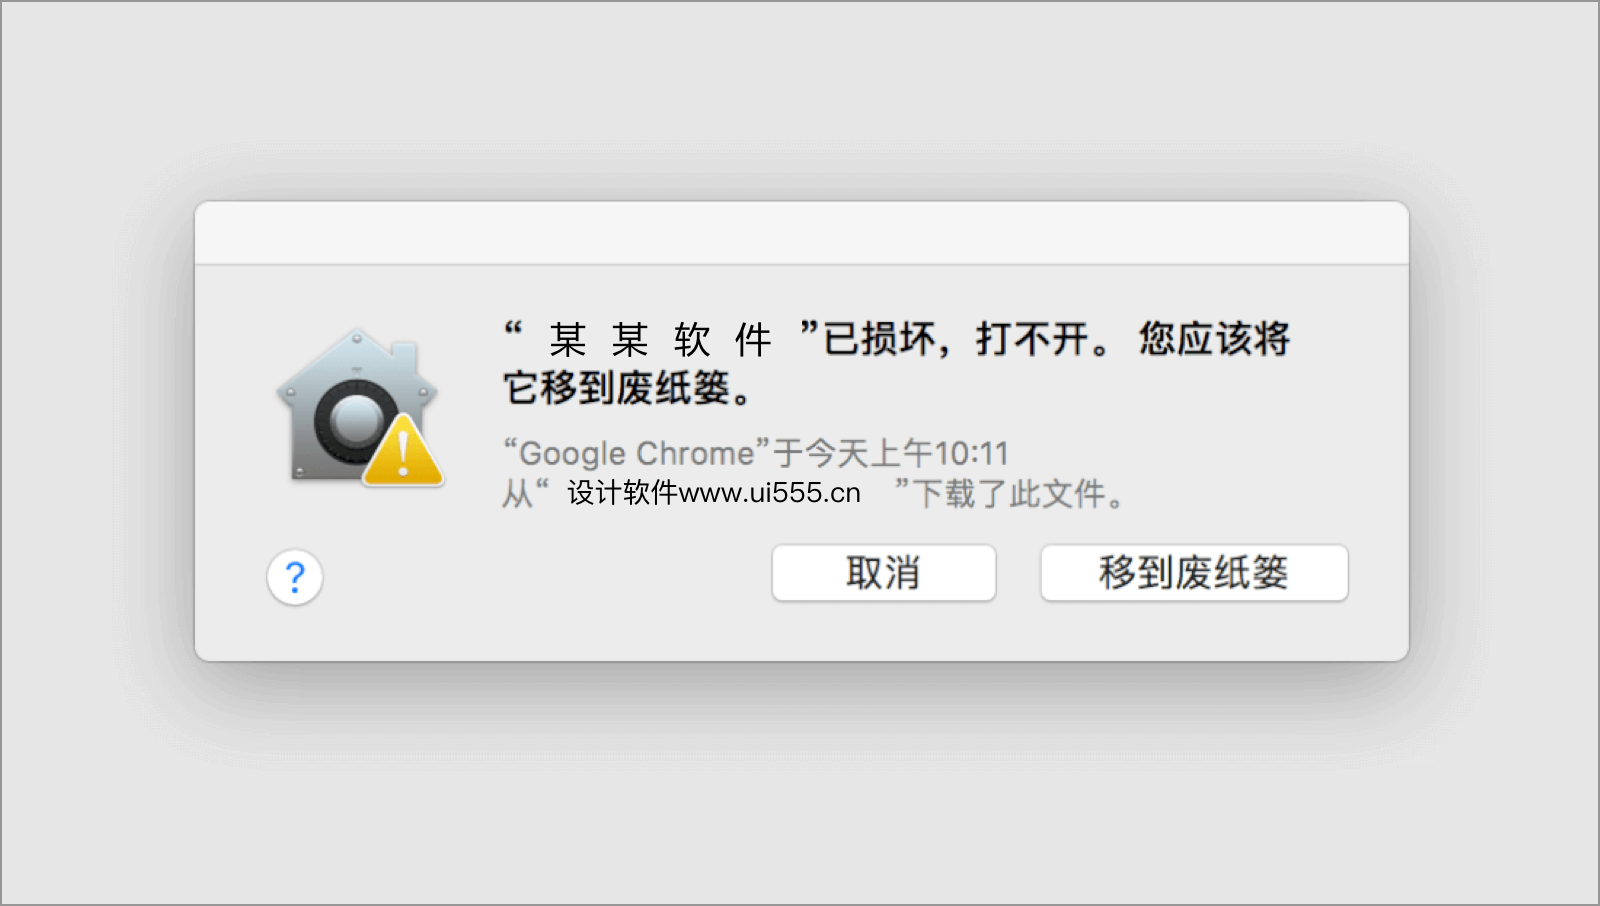 “ 某 某 软 件 ”已损坏，打不开。 您应该将
它移到废纸篓。
“Google Chrome”于今天上午10:11
从“ 设计软件www.ui555.cn ”下载了此文件。
?
取消
移到废纸篓